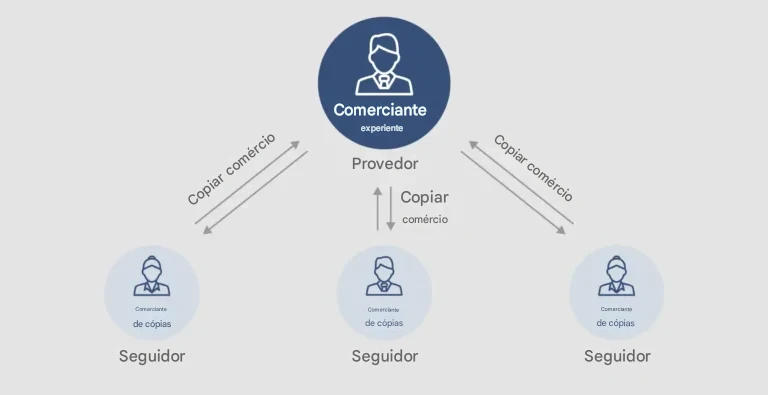 Comerciante
experiente
Provedor
Copiar comércio
Copiar
comércio
Copiar comércio
Comerciante
de cópias
Seguidor
Comerciante
de cópias
Seguidor
Comerciante
de cópias
Seguidor